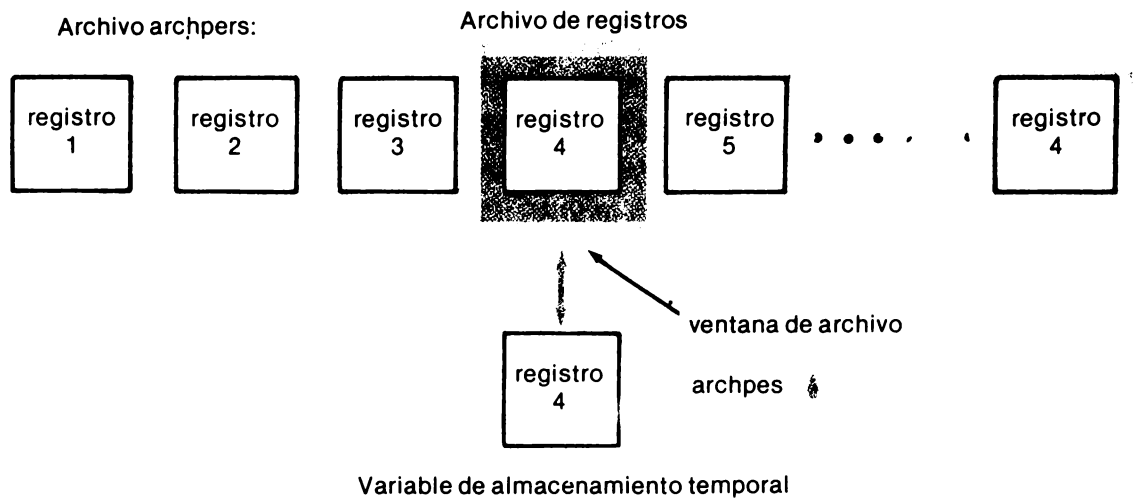 Archivo archpers:
Archivo de registros
registro
1
registro
2
registro
3
registro
4
registro
5
registro
4
ventana de archivo
archpes
registro
4
Variable de almacenamiento temporal